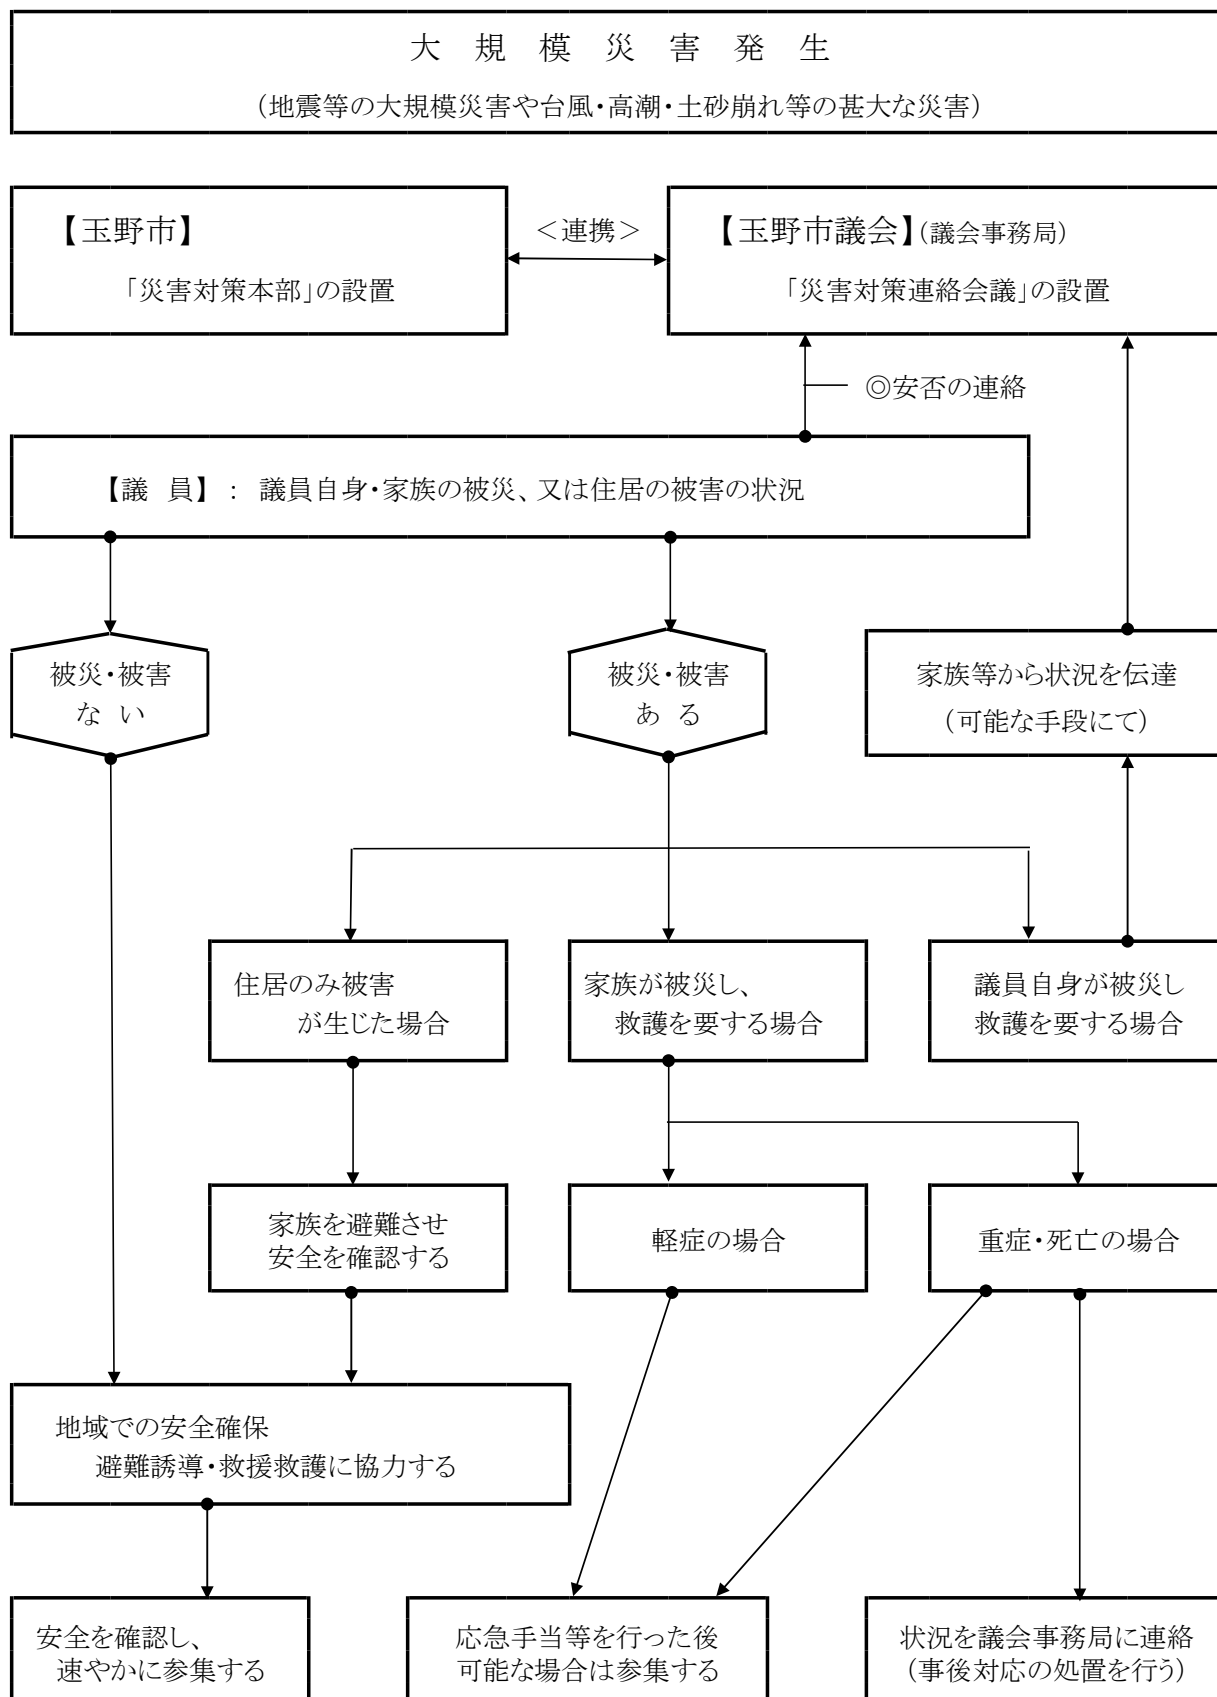 大　規　模　災　害　発　生
（地震等の大規模災害や台風・高潮・土砂崩れ等の甚大な災害）
【玉野市】
「災害対策本部」の設置
＜連携＞
【玉野市議会】（議会事務局）
「災害対策連絡会議」の設置
◎安否の連絡
【議　員】　：　議員自身・家族の被災、又は住居の被害の状況
被災・被害
な　い
被災・被害
あ　る
家族等から状況を伝達
（可能な手段にて）
住居のみ被害
が生じた場合
家族が被災し、
救護を要する場合
議員自身が被災し
救護を要する場合
家族を避難させ
安全を確認する
軽症の場合
重症・死亡の場合
地域での安全確保
避難誘導・救援救護に協力する
安全を確認し、
速やかに参集する
応急手当等を行った後
可能な場合は参集する
状況を議会事務局に連絡
（事後対応の処置を行う）